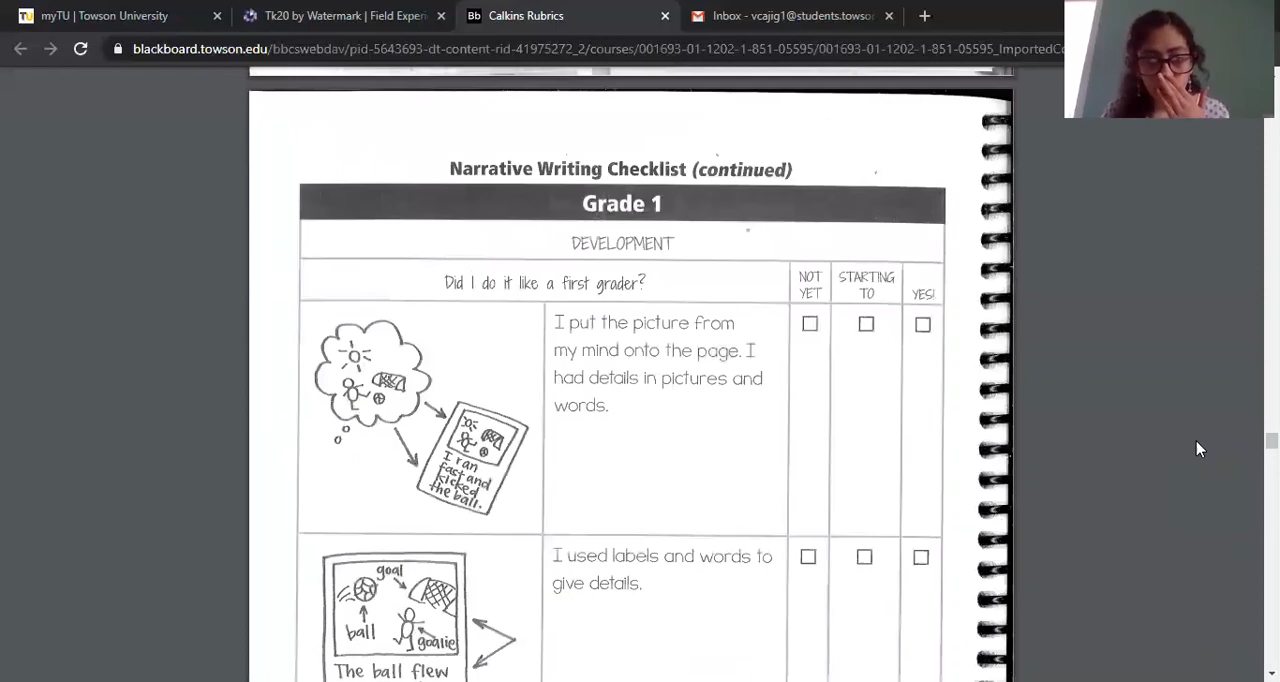 myTU | Towson University
Tk20 by Watermark | Field Experi
Calkins Rubrics
Inbox - vcajig1@students.towso
blackboard.towson.edu/bbcswebdav/pid-5643693-dt-content-rid-41975272_2/courses/001693-01-1202-1-851-05595/001693-01-1202-1-851-05595_ImportedCo
Narrative Writing Checklist (continued)
Grade 1
DEVELOPMENT
Did I do it like a first grader?
NOT YET
STARTING TO
YES!
I put the picture from
my mind onto the page. I
had details in pictures and
words.
I ran
fast and
kicked
the ball.
I used labels and words to
give details.
goal
ball
goalie
The ball flew